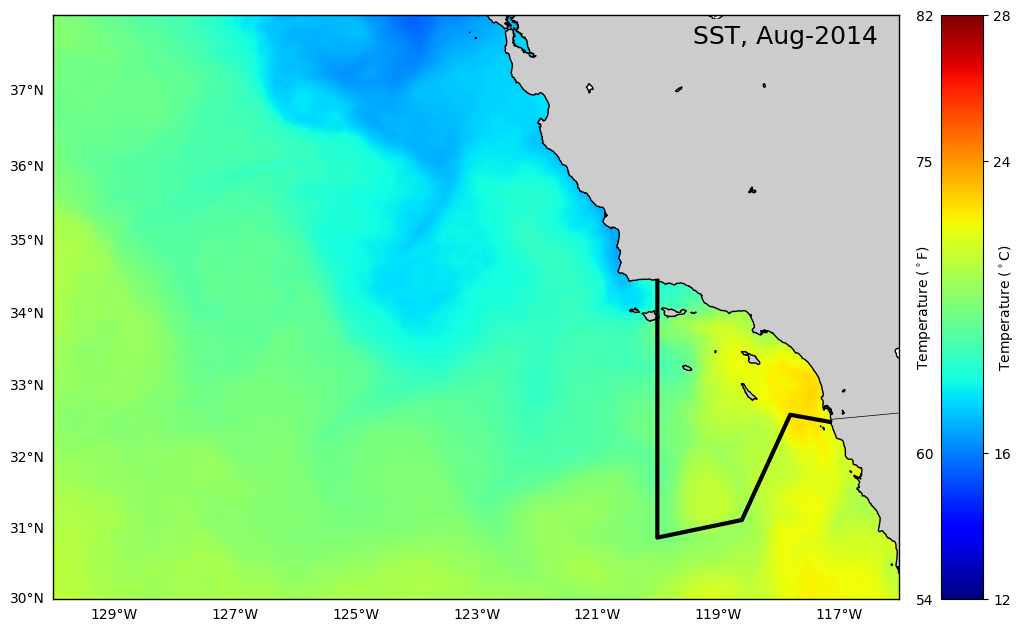 SST, Aug-2014
37°N
36°N
35°N
34°N
33°N
32°N
31°N
30°N
129°W 127°W 125°W 123°W 121°W 119°W 117°W
82
75
60
54
Temperature (°F)
28
24
16
12
Temperature (°C)